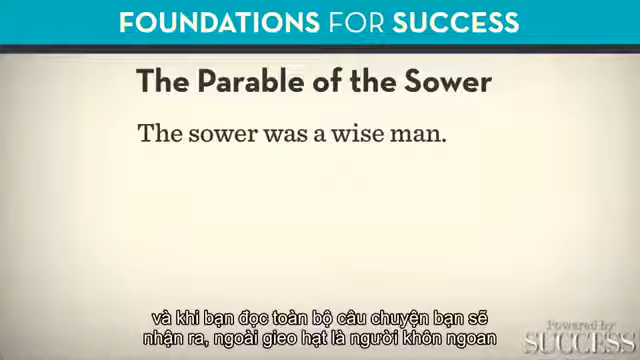 FOUNDATIONS FOR SUCCESS
The Parable of the Sower
The sower was a wise man.
và khi bạn đọc toàn bộ câu chuyện bạn sẽ
nhận ra, ngoài gieo hạt là người khôn ngoan
Powered by
SUCCESS